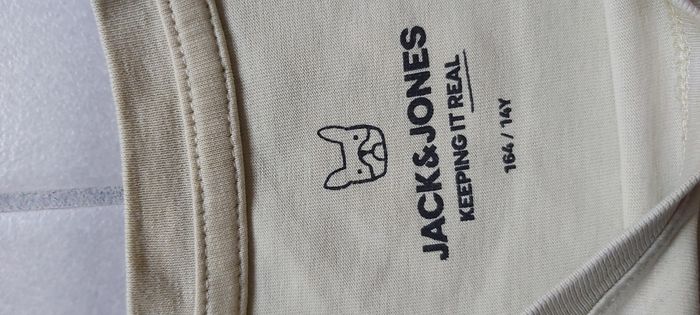 JACK&JONES
KEEPING IT REAL
164 / 14Y